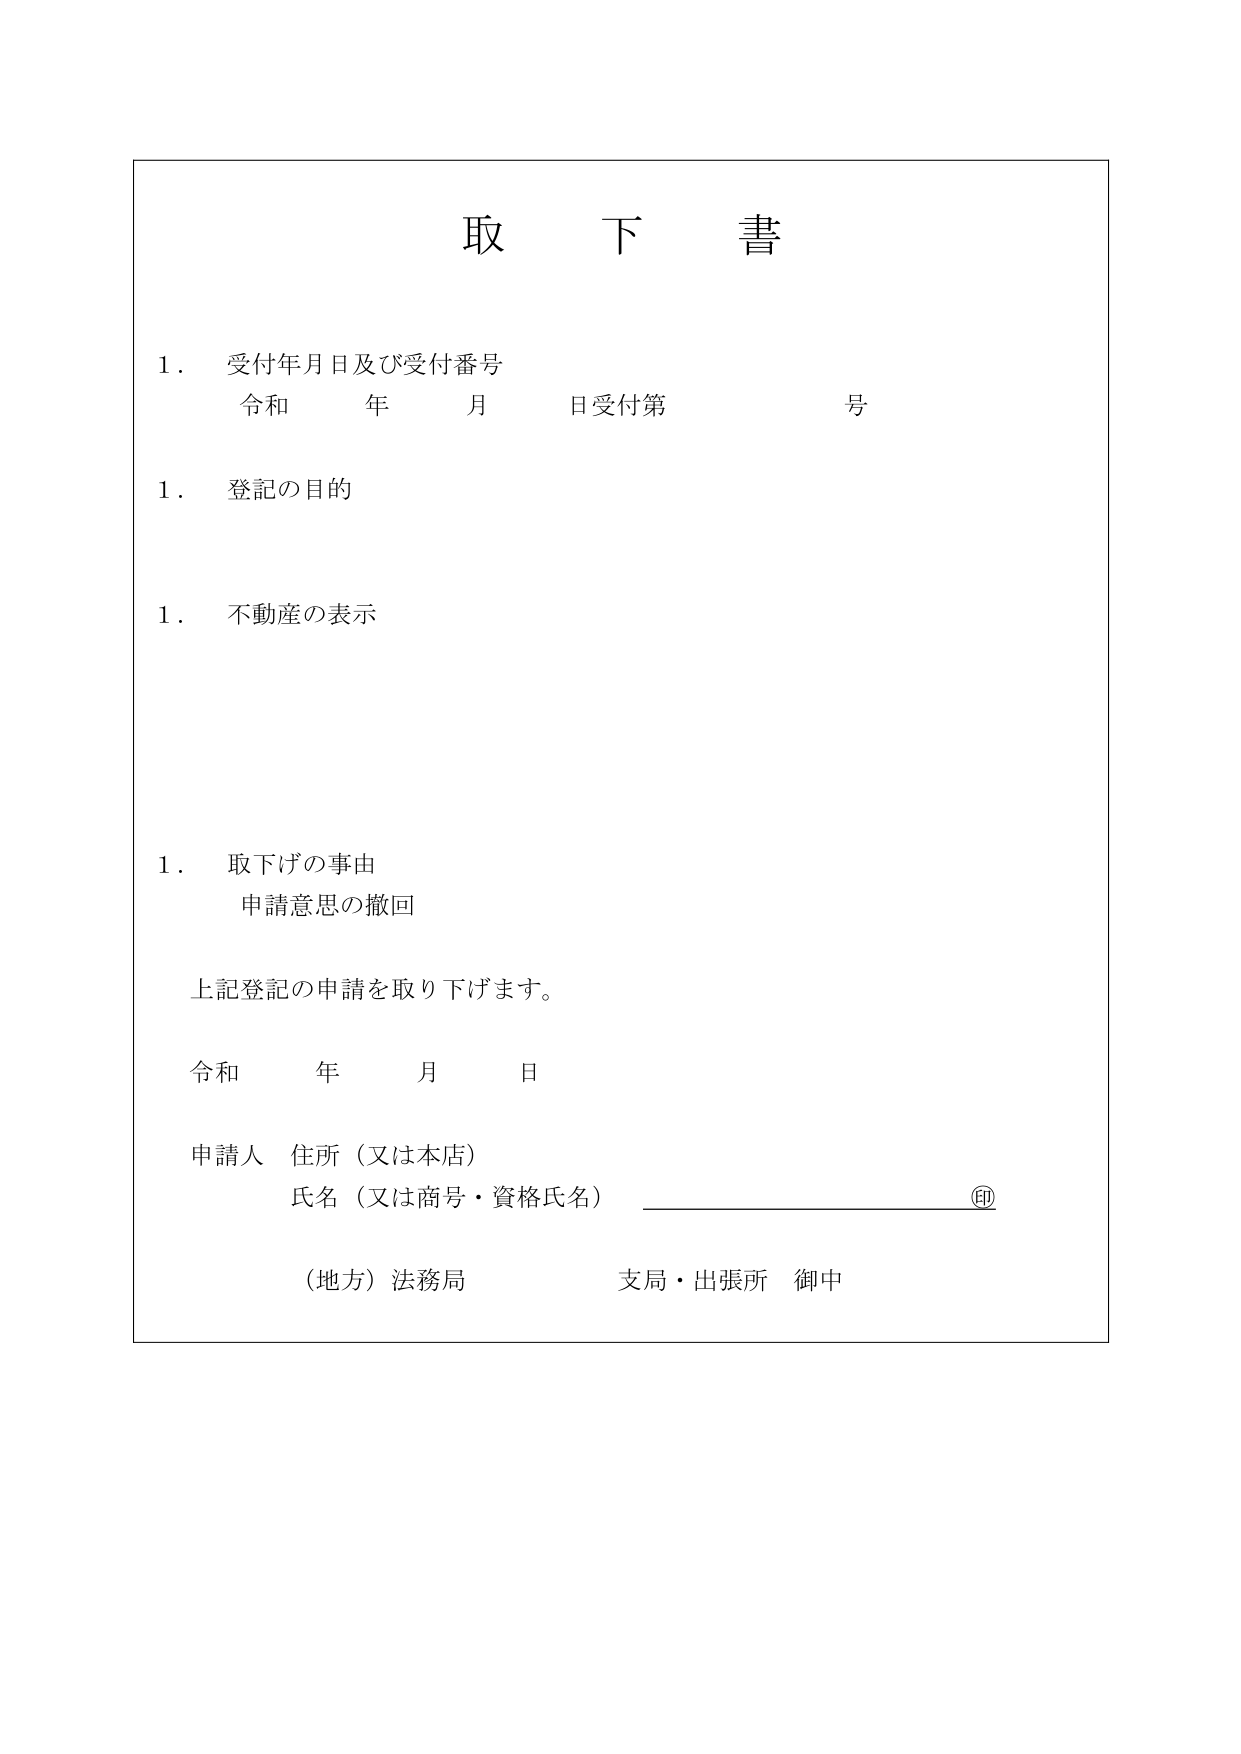 取　下　書
１．　受付年月日及び受付番号
令和　　　年　　　月　　　日受付第　　　　　　　号
１．　登記の目的
１．　不動産の表示
１．　取下げの事由
申請意思の撤回
上記登記の申請を取り下げます。
令和　　　年　　　月　　　日
申請人　住所（又は本店）
氏名（又は商号・資格氏名）　　　　　　　　　　　　　　　㊞
（地方）法務局　　　　　　支局・出張所　御中